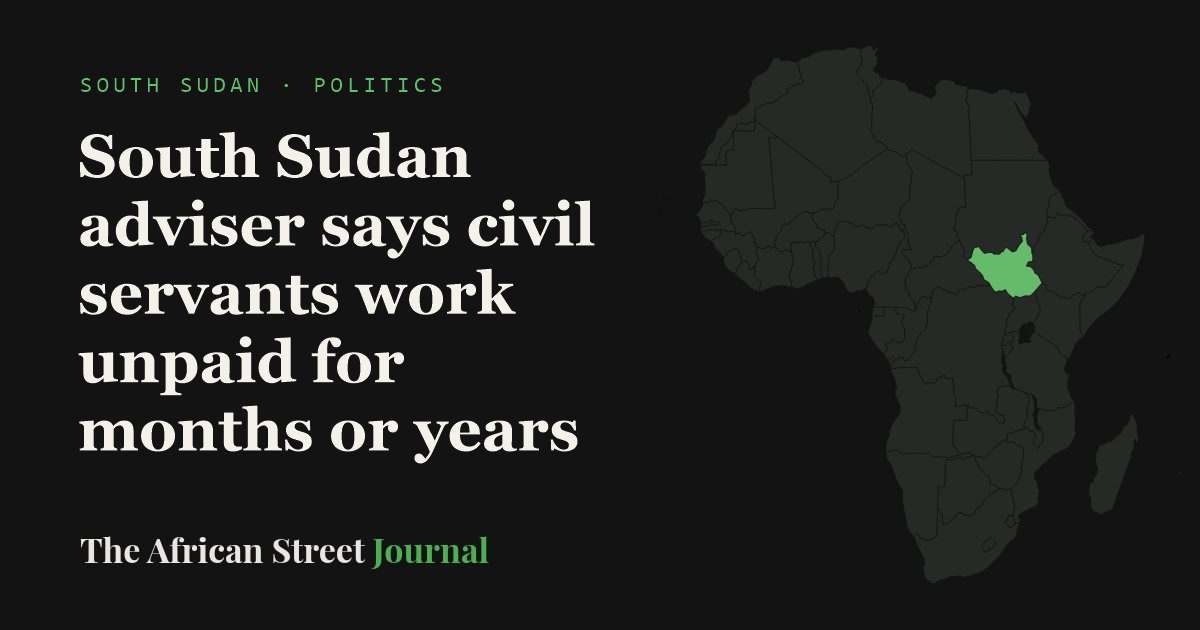 SOUTH SUDAN · POLITICS
South Sudan
adviser says civil
servants work
unpaid for
months or years
The African Street Journal